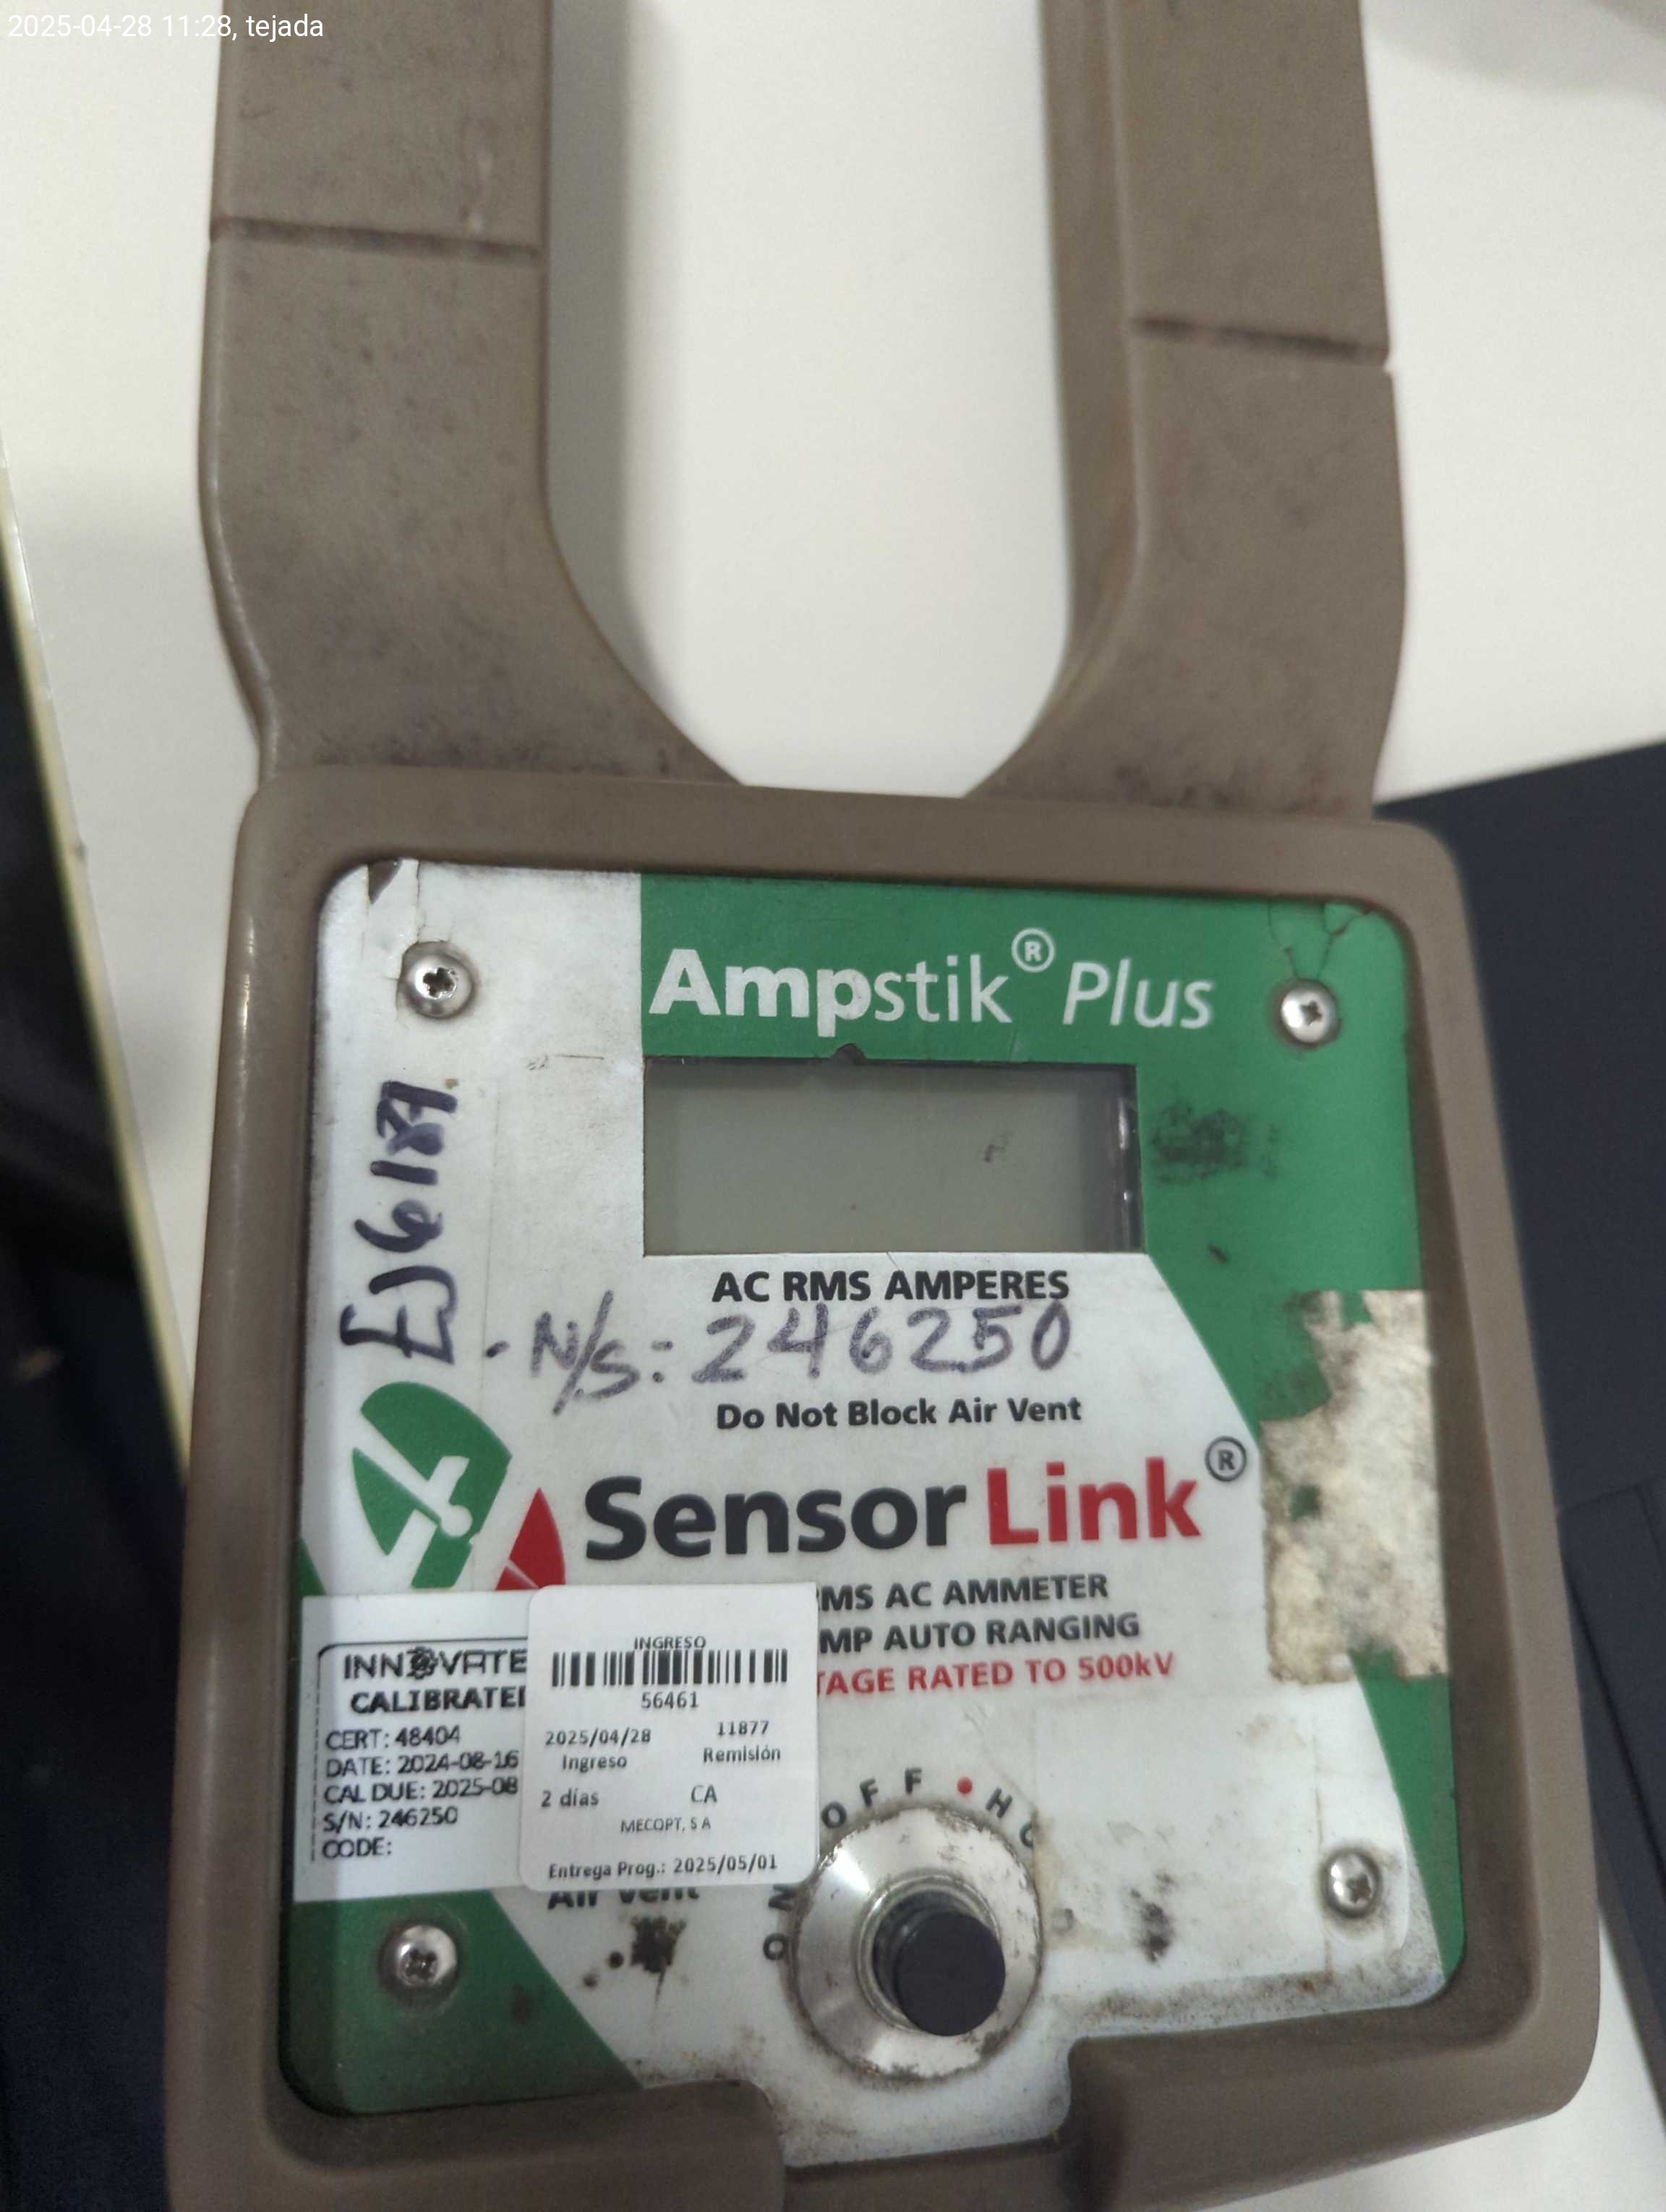 2025-04-28 11:28, tejada
Ampstik® Plus
EJ6189
AC RMS AMPERES
N/S: 246250
Do Not Block Air Vent
SensorLink®
RMS AC AMMETER
MP AUTO RANGING
TAGE RATED TO 500kV
INNOVATE
CALIBRATE
CERT: 48404
DATE: 2024-08-16
CAL DUE: 2025-08
S/N: 246250
CODE:
INGRESO
56461
2025/04/28 11877
Ingreso Remisión
2 días CA
MECOPT, S A
Entrega Prog.: 2025/05/01
Air Vent
ON
OFF